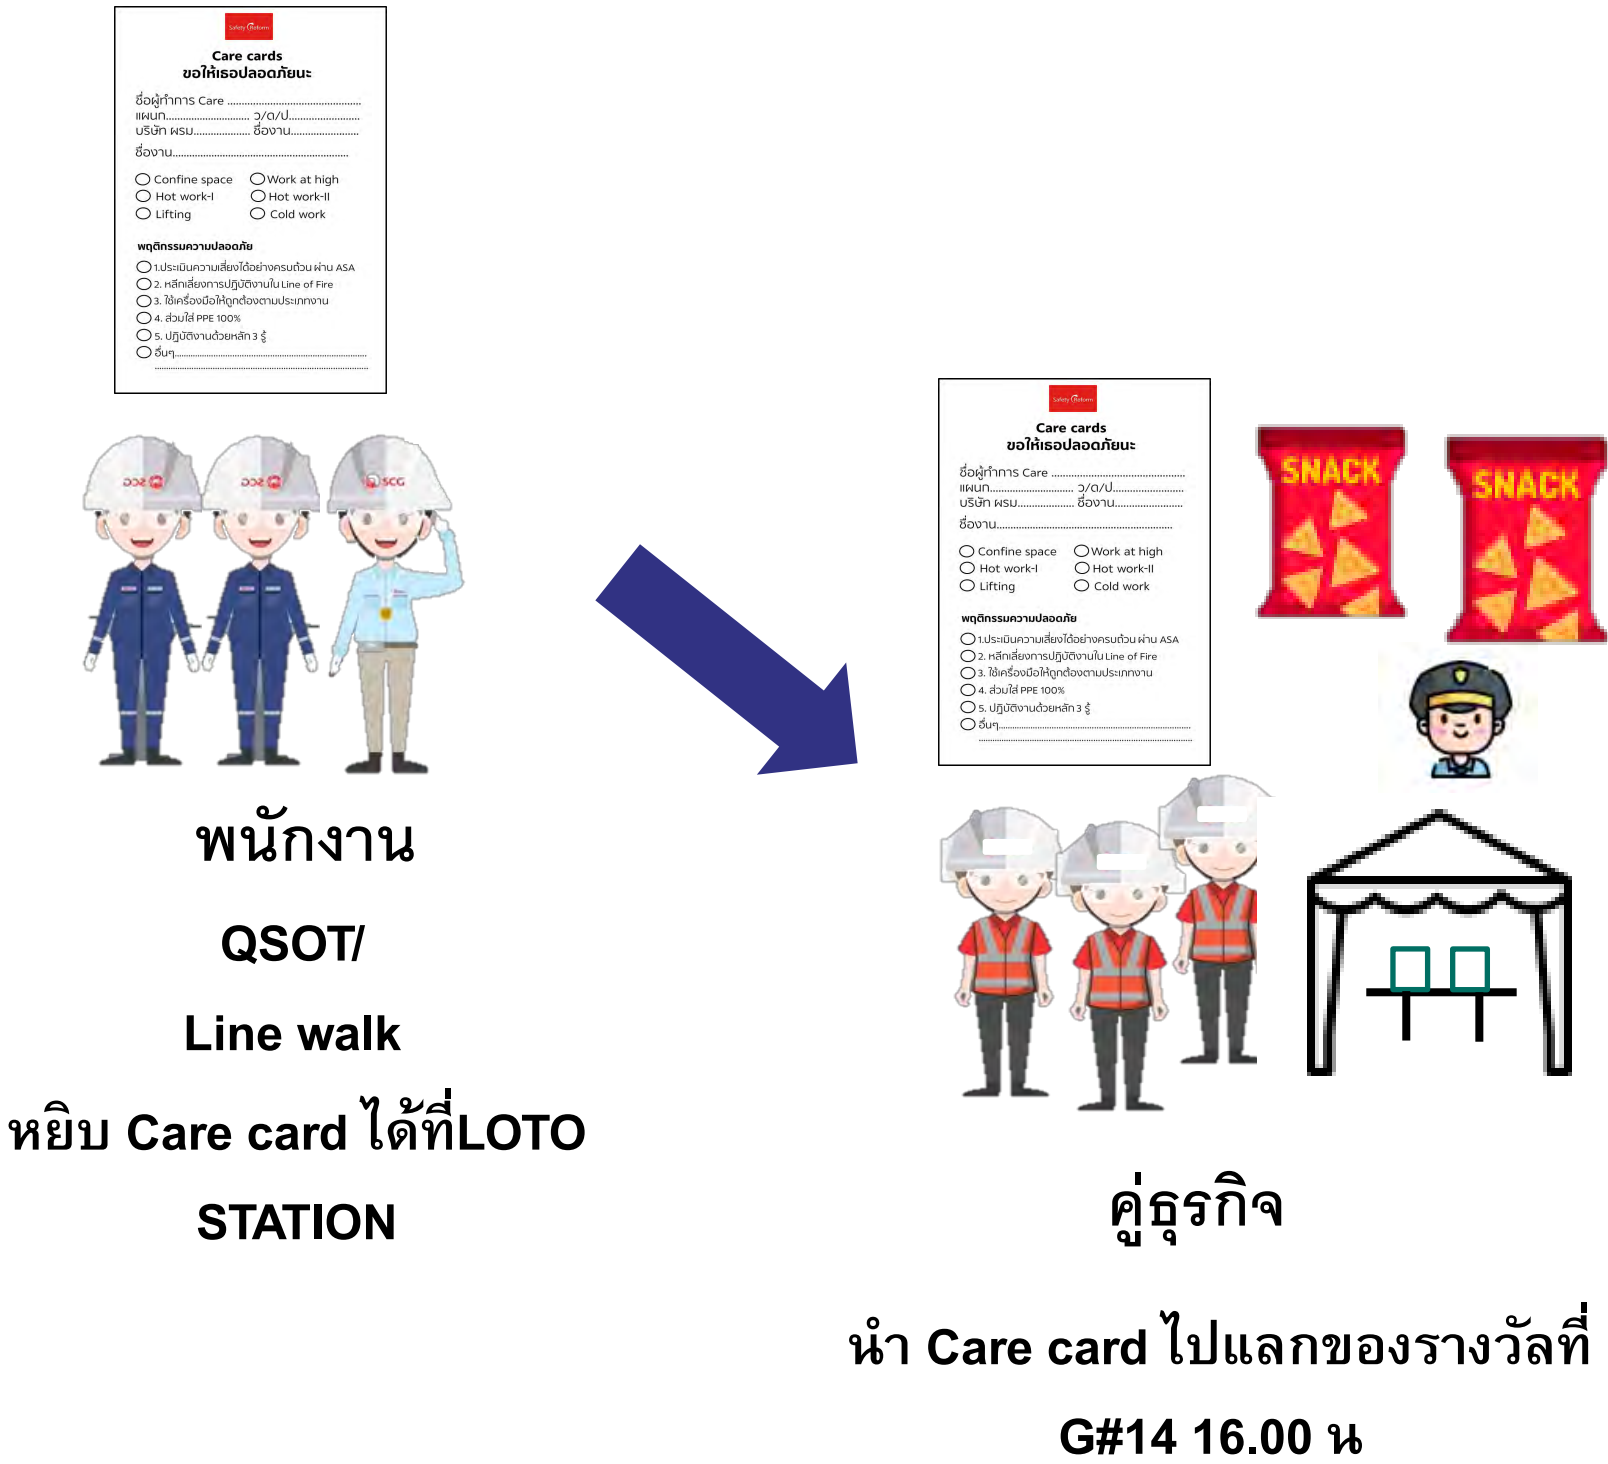 Safety Reform
Care cards
ขอให้เธอปลอดภัยนะ
ชื่อผู้ทำการ Care ................................................
แผนก.............................. ว/ด/ป.........................
บริษัท ผรม.................... ชื่องาน........................
ชื่องาน................................................................
Confine space Work at high
Hot work-I Hot work-II
Lifting Cold work
พฤติกรรมความปลอดภัย
1.ประเมินความเสี่ยงได้อย่างครบถ้วน ผ่าน ASA
2. หลีกเลี่ยงการปฏิบัติงานใน Line of Fire
3. ใช้เครื่องมือให้ถูกต้องตามประเภทงาน
4. ส่วมใส่ PPE 100%
5. ปฏิบัติงานด้วยหลัก 3 รู้
อื่นๆ......................................................................
SCG
SCG
SCG
พนักงาน
QSOT/
Line walk
หยิบ Care card ได้ที่LOTO
STATION
Safety Reform
Care cards
ขอให้เธอปลอดภัยนะ
ชื่อผู้ทำการ Care ................................................
แผนก.............................. ว/ด/ป.........................
บริษัท ผรม.................... ชื่องาน........................
ชื่องาน................................................................
Confine space Work at high
Hot work-I Hot work-II
Lifting Cold work
พฤติกรรมความปลอดภัย
1.ประเมินความเสี่ยงได้อย่างครบถ้วน ผ่าน ASA
2. หลีกเลี่ยงการปฏิบัติงานใน Line of Fire
3. ใช้เครื่องมือให้ถูกต้องตามประเภทงาน
4. ส่วมใส่ PPE 100%
5. ปฏิบัติงานด้วยหลัก 3 รู้
อื่นๆ......................................................................
SNACK
SNACK
คู่ธุรกิจ
นำ Care card ไปแลกของรางวัลที่
G#14 16.00 น